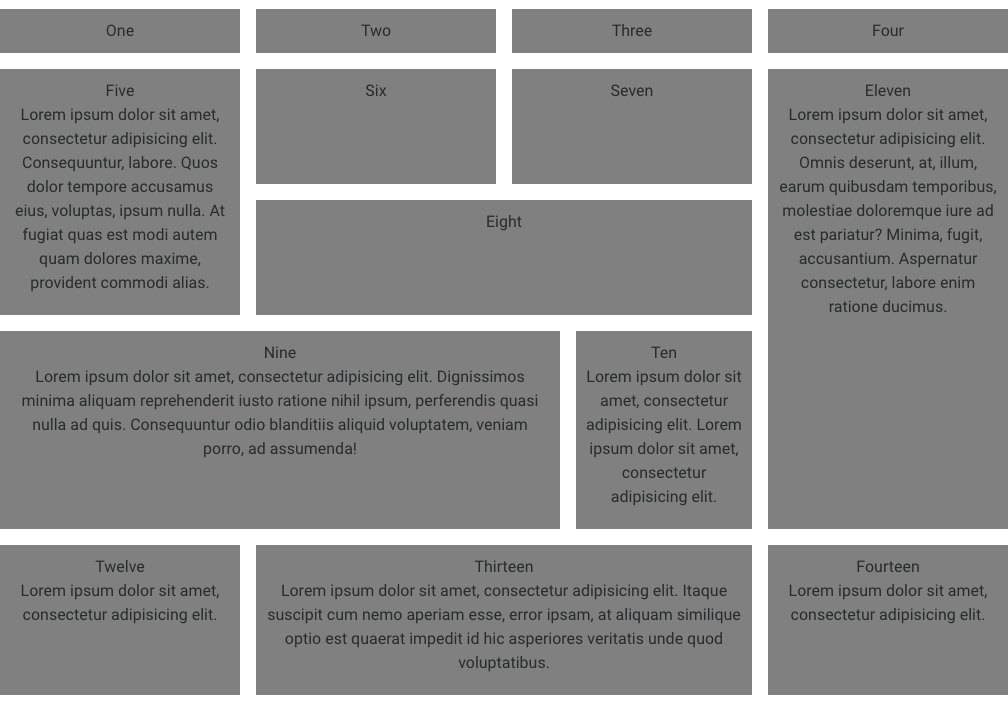 One
Two
Three
Four
Five
Lorem ipsum dolor sit amet,
consectetur adipisicing elit.
Consequuntur, labore. Quos
dolor tempore accusamus
eius, voluptas, ipsum nulla. At
fugiat quas est modi autem
quam dolores maxime,
provident commodi alias.
Six
Seven
Eight
Nine
Lorem ipsum dolor sit amet, consectetur adipisicing elit. Dignissimos
minima aliquam reprehenderit iusto ratione nihil ipsum, perferendis quasi
nulla ad quis. Consequuntur odio blanditiis aliquid voluptatem, veniam
porro, ad assumenda!
Ten
Lorem ipsum dolor sit
amet, consectetur
adipisicing elit. Lorem
ipsum dolor sit amet,
consectetur
adipisicing elit.
Eleven
Lorem ipsum dolor sit amet,
consectetur adipisicing elit.
Omnis deserunt, at, illum,
earum quibusdam temporibus,
molestiae doloremque iure ad
est pariatur? Minima, fugit,
accusantium. Aspernatur
consectetur, labore enim
ratione ducimus.
Twelve
Lorem ipsum dolor sit amet,
consectetur adipisicing elit.
Thirteen
Lorem ipsum dolor sit amet, consectetur adipisicing elit. Itaque
suscipit cum nemo aperiam esse, error ipsam, at aliquam similique
optio est quaerat impedit id hic asperiores veritatis unde quod
voluptatibus.
Fourteen
Lorem ipsum dolor sit amet,
consectetur adipisicing elit.